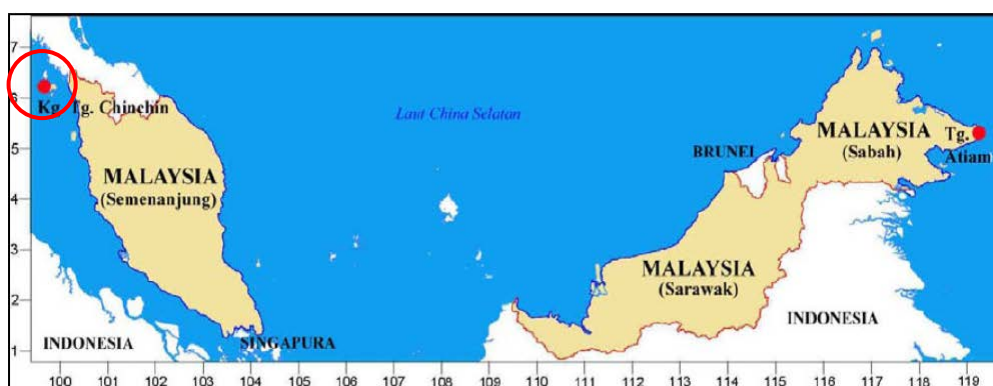 7
6
5
4
3
2
1
Kg. Tg. Chinchin
Laut China Selatan
MALAYSIA
(Semenanjung)
BRUNEI
MALAYSIA
(Sabah)
Tg.
Atiam
MALAYSIA
(Sarawak)
INDONESIA
SINGAPURA
INDONESIA
100 101 102 103 104 105 106 107 108 109 110 111 112 113 114 115 116 117 118 119